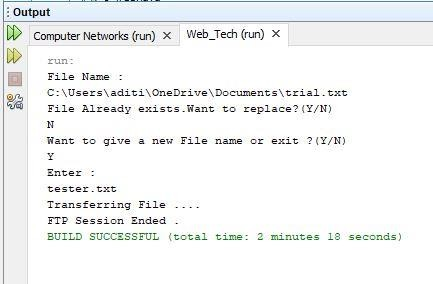 Output
Computer Networks (run) × Web_Tech (run) ×
run:
File Name :
C:\Users\aditi\OneDrive\Documents\trial.txt
File Already exists.Want to replace?(Y/N)
N
Want to give a new File name or exit ?(Y/N)
Y
Enter :
tester.txt
Transferring File ....
FTP Session Ended .
BUILD SUCCESSFUL (total time: 2 minutes 18 seconds)